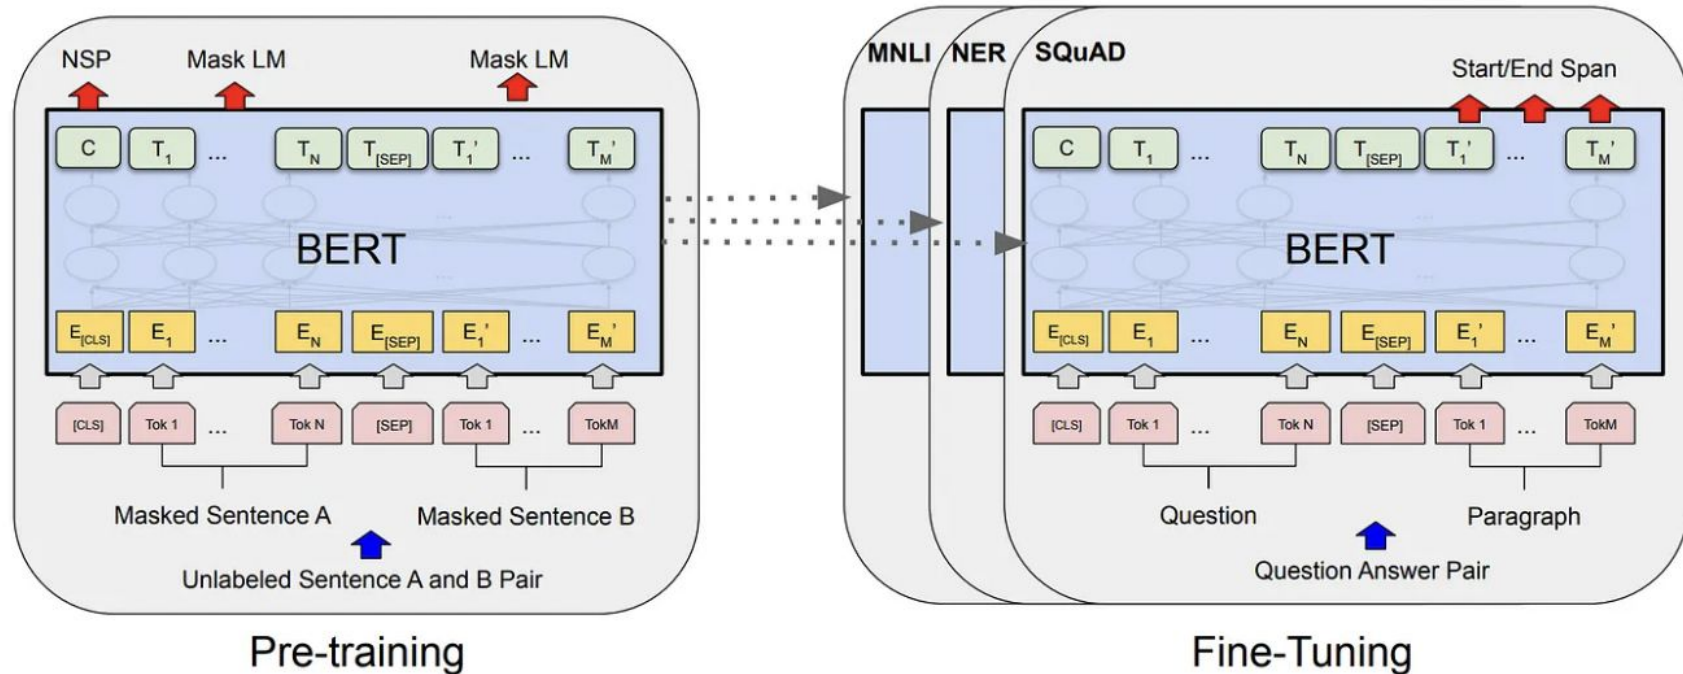 NSP Mask LM Mask LM
C T1 ... TN T[SEP] T1' ... TM'
...
BERT
...
E[CLS] E1 ... EN E[SEP] E1' ... EM'
[CLS] Tok 1 ... Tok N [SEP] Tok 1 ... TokM
Masked Sentence A Masked Sentence B
Unlabeled Sentence A and B Pair
Pre-training
MNLI NER SQuAD
Start/End Span
C T1 ... TN T[SEP] T1' ... TM'
...
BERT
...
E[CLS] E1 ... EN E[SEP] E1' ... EM'
[CLS] Tok 1 ... Tok N [SEP] Tok 1 ... TokM
Question Paragraph
Question Answer Pair
Fine-Tuning